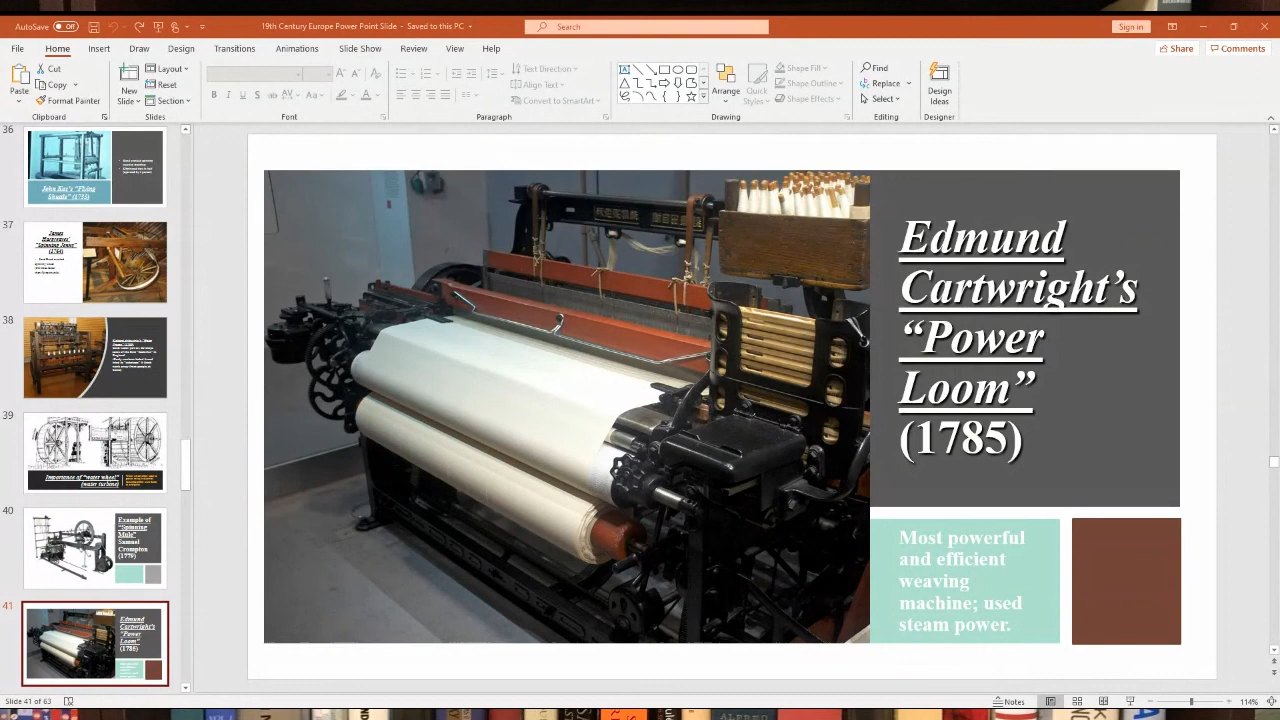 AutoSave
Off
19th Century Europe Power Point Slide - Saved to this PC
Search
Sign in
File
Home
Insert
Draw
Design
Transitions
Animations
Slide Show
Review
View
Help
Share
Comments
Paste
Cut
Copy
Format Painter
Clipboard
New
Slide
Layout
Reset
Section
Slides
Font
Text Direction
Align Text
Convert to SmartArt
Paragraph
Arrange
Quick
Styles
Shape Fill
Shape Outline
Shape Effects
Drawing
Find
Replace
Select
Editing
Design
Ideas
Designer
36
John Kay's "Flying
Shuttle" (1733)
37
James
Hargreaves'
"Spinning Jenny"
(1764)
38
39
Importance of "water wheel"
(water turbine)
40
Example of
"Spinning
Mule"
Samuel
Crompton
(1779)
41
Edmund
Cartwright's
"Power
Loom"
(1785)
Edmund
Cartwright's
“Power
Loom”
(1785)
Most powerful
and efficient
weaving
machine; used
steam power.
Slide 41 of 63
Notes
114%